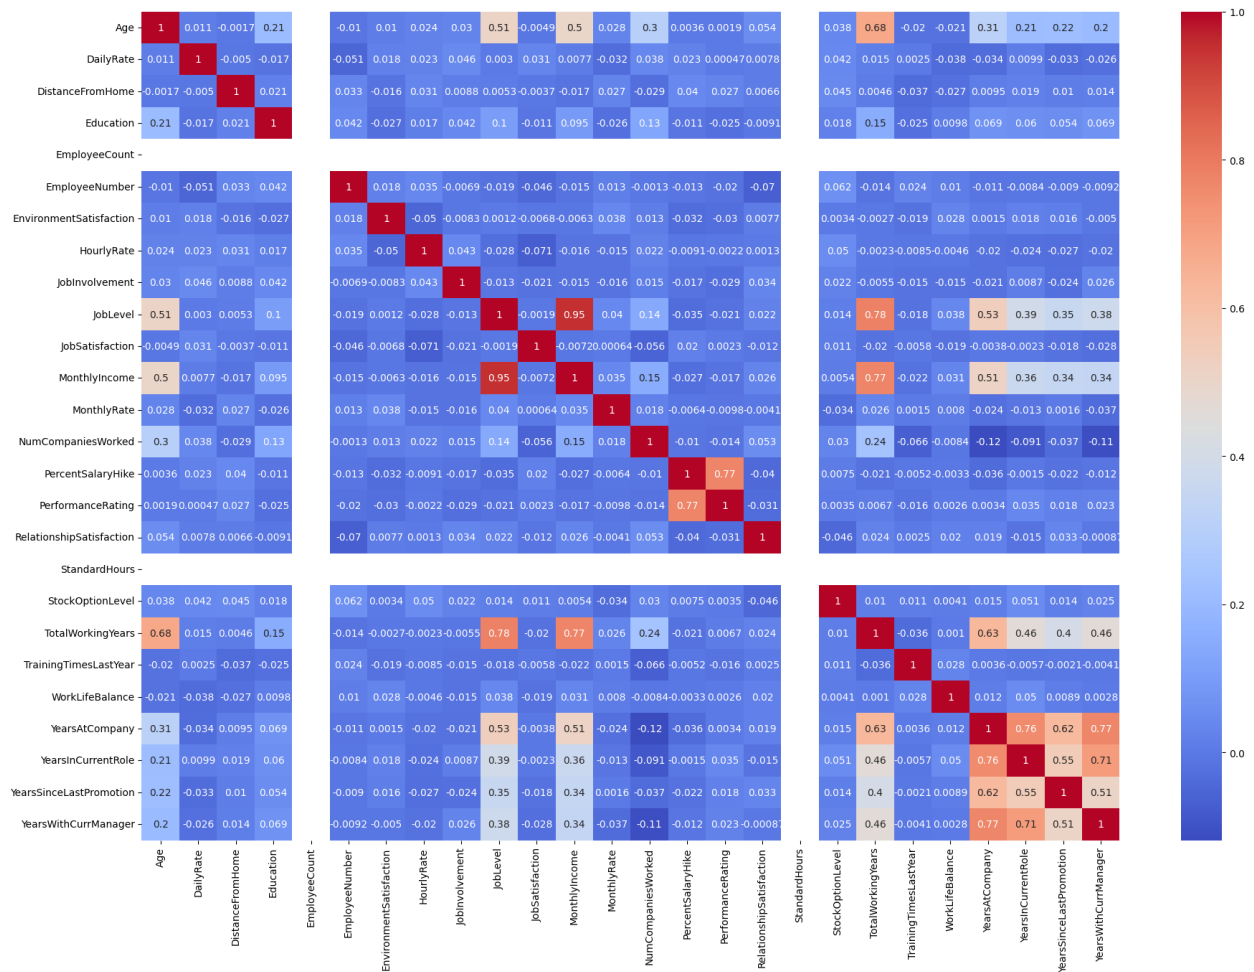 Age 1 0.011 -0.0017 0.21 -0.01 0.01 0.024 0.03 0.51 -0.0049 0.5 0.028 0.3 0.0036 0.0019 0.054 0.038 0.68 -0.02 -0.021 0.31 0.21 0.22 0.2
DailyRate 0.011 1 -0.005 -0.017 -0.051 0.018 0.023 0.046 0.003 0.031 0.0077 -0.032 0.038 0.023 0.00047 0.0078 0.042 0.015 0.0025 -0.038 -0.034 0.0099 -0.033 -0.026
DistanceFromHome -0.0017 -0.005 1 0.021 0.033 -0.016 0.031 0.0088 0.0053 -0.0037 -0.017 0.027 -0.029 0.04 0.027 0.0066 0.045 0.0046 -0.037 -0.027 0.0095 0.019 0.01 0.014
Education 0.21 -0.017 0.021 1 0.042 -0.027 0.017 0.042 0.1 -0.011 0.095 -0.026 0.13 -0.011 -0.025 -0.0091 0.018 0.15 -0.025 0.0098 0.069 0.06 0.054 0.069
EmployeeCount
EmployeeNumber -0.01 -0.051 0.033 0.042 1 0.018 0.035 -0.0069 -0.019 -0.046 -0.015 0.013 -0.0013 -0.013 -0.02 -0.07 0.062 -0.014 0.024 0.01 -0.011 -0.0084 -0.009 -0.0092
EnvironmentSatisfaction 0.01 0.018 -0.016 -0.027 0.018 1 -0.05 -0.0083 0.0012 -0.0068 -0.0063 0.038 0.013 -0.032 -0.03 0.0077 0.0034 -0.0027 -0.019 0.028 0.0015 0.018 0.016 -0.005
HourlyRate 0.024 0.023 0.031 0.017 0.035 -0.05 1 0.043 -0.028 -0.071 -0.016 -0.015 0.022 -0.0091 -0.0022 0.0013 0.05 -0.0023 -0.0085 -0.0046 -0.02 -0.024 -0.027 -0.02
JobInvolvement 0.03 0.046 0.0088 0.042 -0.0069 -0.0083 0.043 1 -0.013 -0.021 -0.015 -0.016 0.015 -0.017 -0.029 0.034 0.022 -0.0055 -0.015 -0.015 -0.021 0.0087 -0.024 0.026
JobLevel 0.51 0.003 0.0053 0.1 -0.019 0.0012 -0.028 -0.013 1 -0.0019 0.95 0.04 0.14 -0.035 -0.021 0.022 0.014 0.78 -0.018 0.038 0.53 0.39 0.35 0.38
JobSatisfaction -0.0049 0.031 -0.0037 -0.011 -0.046 -0.0068 -0.071 -0.021 -0.0019 1 -0.0072 0.00064 -0.056 0.02 0.0023 -0.012 0.011 -0.02 -0.0058 -0.019 -0.0038 -0.0023 -0.018 -0.028
MonthlyIncome 0.5 0.0077 -0.017 0.095 -0.015 -0.0063 -0.016 -0.015 0.95 -0.0072 1 0.035 0.15 -0.027 -0.017 0.026 0.0054 0.77 -0.022 0.031 0.51 0.36 0.34 0.34
MonthlyRate 0.028 -0.032 0.027 -0.026 0.013 0.038 -0.015 -0.016 0.04 0.00064 0.035 1 0.018 -0.0064 -0.0098 -0.0041 -0.034 0.026 0.0015 0.008 -0.024 -0.013 0.0016 -0.037
NumCompaniesWorked 0.3 0.038 -0.029 0.13 -0.0013 0.013 0.022 0.015 0.14 -0.056 0.15 0.018 1 -0.01 -0.014 0.053 0.03 0.24 -0.066 -0.0084 -0.12 -0.091 -0.037 -0.11
PercentSalaryHike 0.0036 0.023 0.04 -0.011 -0.013 -0.032 -0.0091 -0.017 -0.035 0.02 -0.027 -0.0064 -0.01 1 0.77 -0.04 0.0075 -0.021 -0.0052 -0.0033 -0.036 -0.0015 -0.022 -0.012
PerformanceRating 0.0019 0.00047 0.027 -0.025 -0.02 -0.03 -0.0022 -0.029 -0.021 0.0023 -0.017 -0.0098 -0.014 0.77 1 -0.031 0.0035 0.0067 -0.016 0.0026 0.0034 0.035 0.018 0.023
RelationshipSatisfaction 0.054 0.0078 0.0066 -0.0091 -0.07 0.0077 0.0013 0.034 0.022 -0.012 0.026 -0.0041 0.053 -0.04 -0.031 1 -0.046 0.024 0.0025 0.02 0.019 -0.015 0.033 -0.00087
StandardHours
StockOptionLevel 0.038 0.042 0.045 0.018 0.062 0.0034 0.05 0.022 0.014 0.011 0.0054 -0.034 0.03 0.0075 0.0035 -0.046 1 0.01 0.011 0.0041 0.015 0.051 0.014 0.025
TotalWorkingYears 0.68 0.015 0.0046 0.15 -0.014 -0.0027 -0.0023 -0.0055 0.78 -0.02 0.77 0.026 0.24 -0.021 0.0067 0.024 0.01 1 -0.036 0.001 0.63 0.46 0.4 0.46
TrainingTimesLastYear -0.02 0.0025 -0.037 -0.025 0.024 -0.019 -0.0085 -0.015 -0.018 -0.0058 -0.022 0.0015 -0.066 -0.0052 -0.016 0.0025 0.011 -0.036 1 0.028 0.0036 -0.0057 -0.0021 -0.0041
WorkLifeBalance -0.021 -0.038 -0.027 0.0098 0.01 0.028 -0.0046 -0.015 0.038 -0.019 0.031 0.008 -0.0084 -0.0033 0.0026 0.02 0.0041 0.001 0.028 1 0.012 0.05 0.0089 0.0028
YearsAtCompany 0.31 -0.034 0.0095 0.069 -0.011 0.0015 -0.02 -0.021 0.53 -0.0038 0.51 -0.024 -0.12 -0.036 0.0034 0.019 0.015 0.63 0.0036 0.012 1 0.76 0.62 0.77
YearsInCurrentRole 0.21 0.0099 0.019 0.06 -0.0084 0.018 -0.024 0.0087 0.39 -0.0023 0.36 -0.013 -0.091 -0.0015 0.035 -0.015 0.051 0.46 -0.0057 0.05 0.76 1 0.55 0.71
YearsSinceLastPromotion 0.22 -0.033 0.01 0.054 -0.009 0.016 -0.027 -0.024 0.35 -0.018 0.34 0.0016 -0.037 -0.022 0.018 0.033 0.014 0.4 -0.0021 0.0089 0.62 0.55 1 0.51
YearsWithCurrManager 0.2 -0.026 0.014 0.069 -0.0092 -0.005 -0.02 0.026 0.38 -0.028 0.34 -0.037 -0.11 -0.012 0.023 -0.00087 0.025 0.46 -0.0041 0.0028 0.77 0.71 0.51 1
Age
DailyRate
DistanceFromHome
Education
EmployeeCount
EmployeeNumber
EnvironmentSatisfaction
HourlyRate
JobInvolvement
JobLevel
JobSatisfaction
MonthlyIncome
MonthlyRate
NumCompaniesWorked
PercentSalaryHike
PerformanceRating
RelationshipSatisfaction
StandardHours
StockOptionLevel
TotalWorkingYears
TrainingTimesLastYear
WorkLifeBalance
YearsAtCompany
YearsInCurrentRole
YearsSinceLastPromotion
YearsWithCurrManager
1.0
0.8
0.6
0.4
0.2
0.0